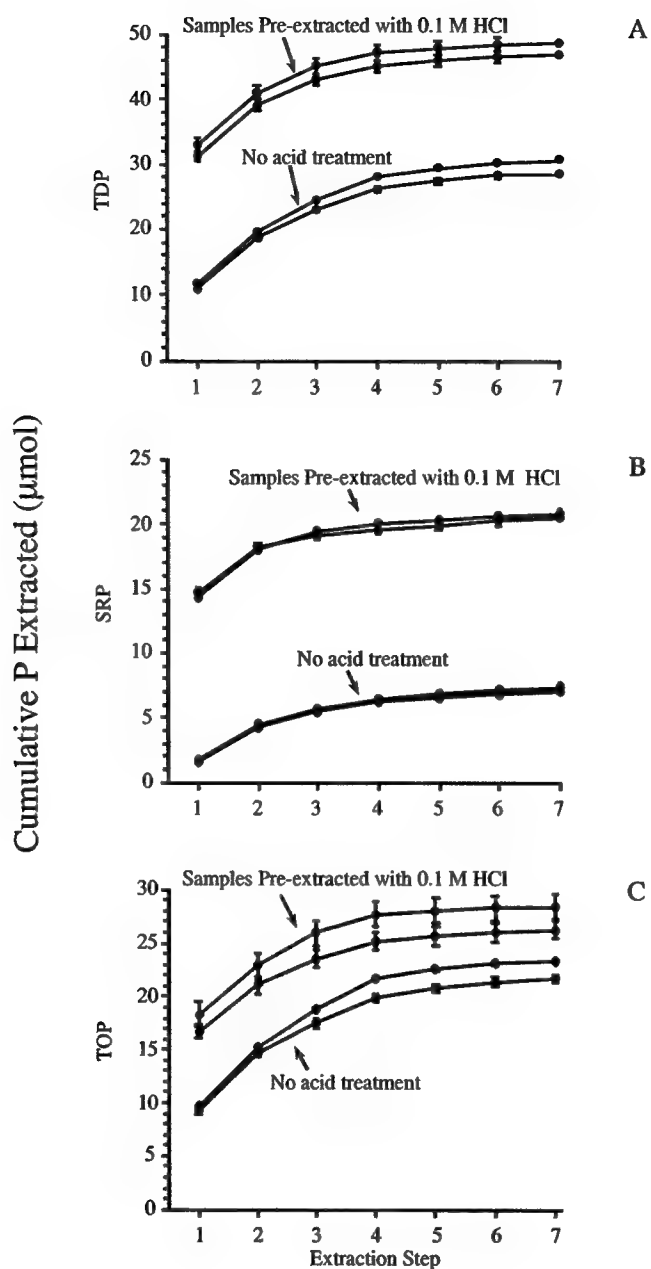 A
Samples Pre-extracted with 0.1 M HCl
50
40
30
20
10
0
TDP
No acid treatment
1 2 3 4 5 6 7
Cumulative P Extracted (µmol)
B
25
20
15
10
5
0
SRP
Samples Pre-extracted with 0.1 M HCl
No acid treatment
1 2 3 4 5 6 7
C
Samples Pre-extracted with 0.1 M HCl
30
25
20
15
10
5
0
TOP
No acid treatment
1 2 3 4 5 6 7
Extraction Step